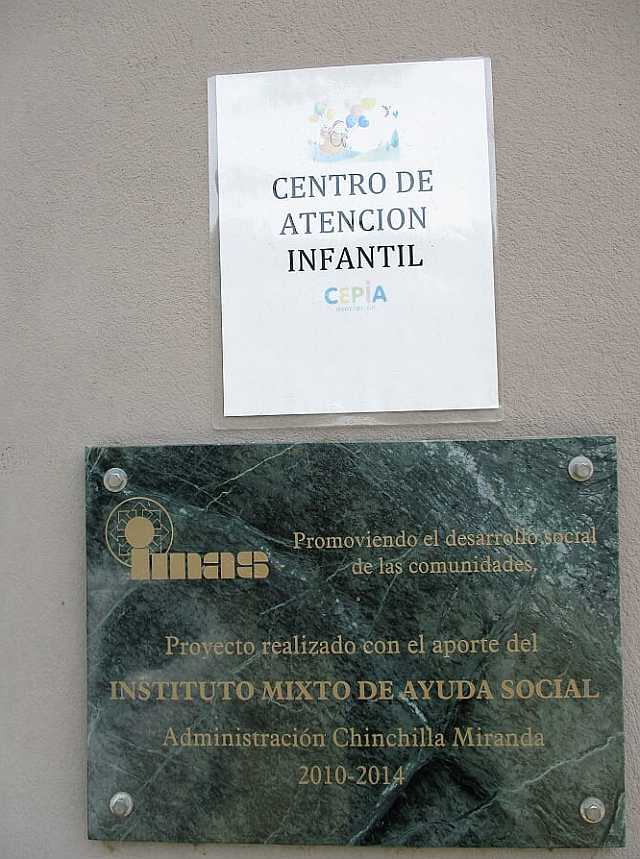 CENTRO DE
ATENCION
INFANTIL
CEPiA
imas
Promoviendo el desarrollo social
de las comunidades.
Proyecto realizado con el aporte del
INSTITUTO MIXTO DE AYUDA SOCIAL
Administración Chinchilla Miranda
2010-2014